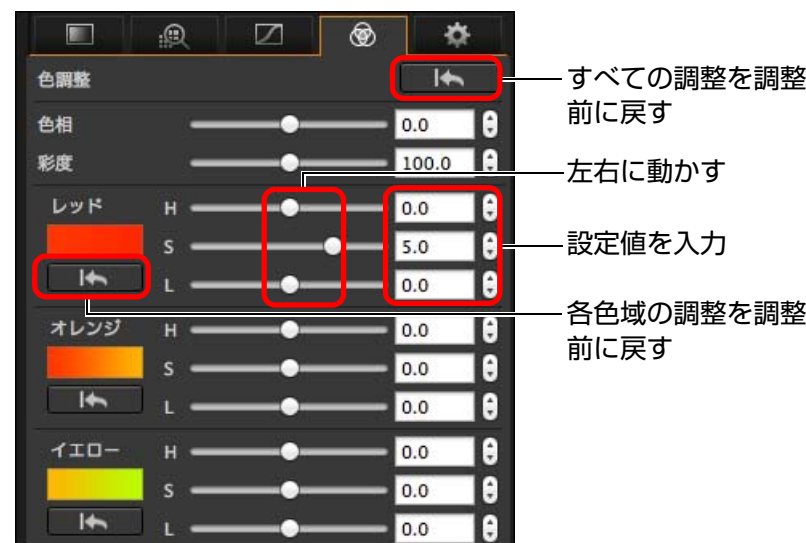 色調整
すべての調整を調整
前に戻す
色相 0.0
彩度 100.0
左右に動かす
レッド H 0.0
S 5.0
設定値を入力
L 0.0
各色域の調整を調整
前に戻す
オレンジ H 0.0
S 0.0
L 0.0
イエロー H 0.0
S 0.0
L 0.0